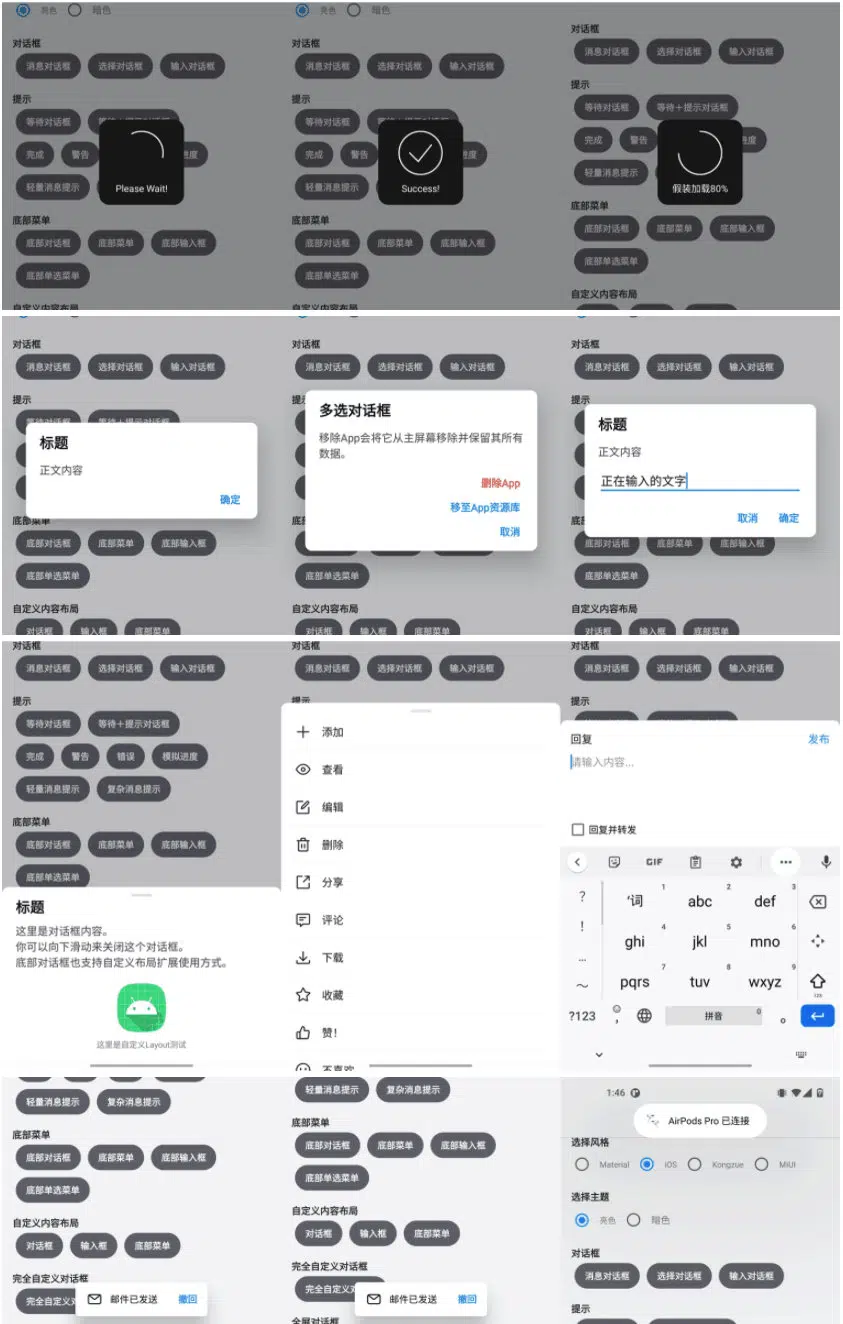 亮色 暗色
对话框
消息对话框 选择对话框 输入对话框
提示
等待对话框
完成 警告 进度
Please Wait!
轻量消息提示
底部菜单
底部对话框 底部菜单 底部输入框
底部单选菜单
自定义内容布局
亮色 暗色
对话框
消息对话框 选择对话框 输入对话框
提示
等待对话框
完成 警告 进度
Success!
轻量消息提示
底部菜单
底部对话框 底部菜单 底部输入框
底部单选菜单
自定义内容布局
对话框
消息对话框 选择对话框 输入对话框
提示
等待对话框 等待+提示对话框
完成 警告 进度
假装加载80%
轻量消息提示
底部菜单
底部对话框 底部菜单 底部输入框
底部单选菜单
自定义内容布局
对话框
消息对话框 选择对话框 输入对话框
提示
标题
正文内容
确定
底部菜单
底部对话框 底部菜单 底部输入框
底部单选菜单
自定义内容布局
对话框 输入框 底部菜单
对话框
消息对话框 选择对话框 输入对话框
多选对话框
移除App会将它从主屏幕移除并保留其所有
数据。
删除App
移至App资源库
取消
底部单选菜单
自定义内容布局
对话框 输入框 底部菜单
对话框
消息对话框 选择对话框 输入对话框
提示
标题
正文内容
正在输入的文字
取消 确定
底部对话框 底部菜单 底部输入框
底部单选菜单
自定义内容布局
对话框 输入框 底部菜单
对话框
消息对话框 选择对话框 输入对话框
提示
等待对话框 等待+提示对话框
完成 警告 错误 模拟进度
轻量消息提示 复杂消息提示
底部菜单
底部对话框 底部菜单 底部输入框
底部单选菜单
标题
这里是对话框内容。
你可以向下滑动来关闭这个对话框。
底部对话框也支持自定义布局扩展使用方式。
这里是自定义Layout测试
对话框
消息对话框 选择对话框 输入对话框
提示
添加
查看
编辑
删除
分享
评论
下载
收藏
赞!
不喜欢
对话框
消息对话框 选择对话框 输入对话框
提示
回复 发布
请输入内容...
回复并转发
GIF
? '词 1 abc 2 def 3
! ghi 4 jkl 5 mno 6
... pqrs 7 tuv 8 wxyz 9
~ ?123 , 拼音 0 。
轻量消息提示 复杂消息提示
底部菜单
底部对话框 底部菜单 底部输入框
底部单选菜单
自定义内容布局
对话框 输入框 底部菜单
完全自定义对话框
邮件已发送 撤回
轻量消息提示 复杂消息提示
底部菜单
底部对话框 底部菜单 底部输入框
底部单选菜单
自定义内容布局
对话框 输入框 底部菜单
完全自定义对话框
邮件已发送 撤回
全屏对话框
1:46
AirPods Pro 已连接
选择风格
Material iOS Kongzue MIUI
选择主题
亮色 暗色
对话框
消息对话框 选择对话框 输入对话框
提示